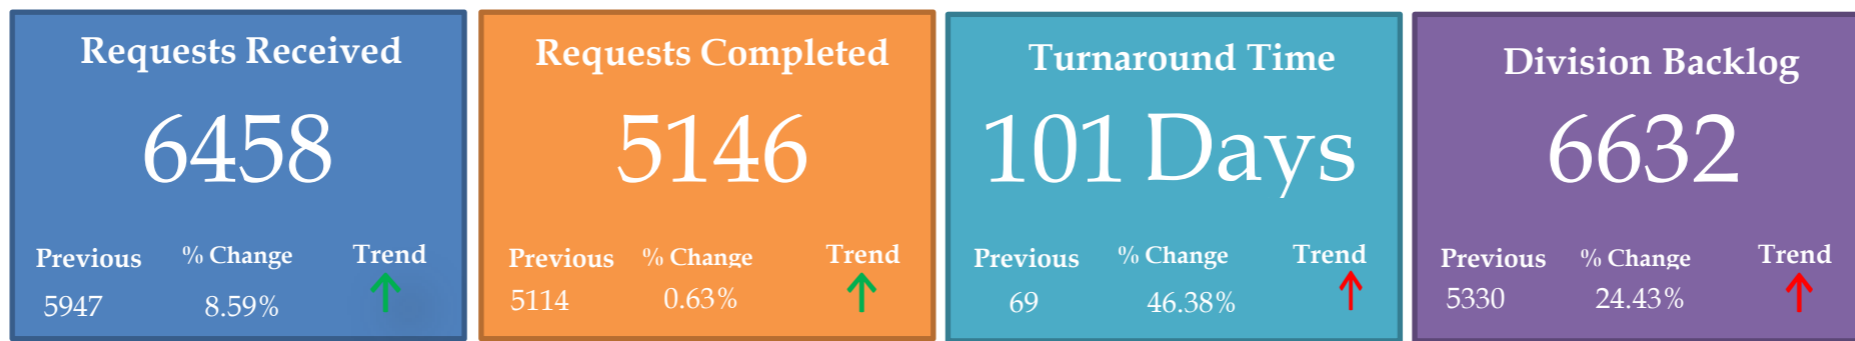 Requests Received
6458
Previous % Change Trend
5947 8.59% ↑
Requests Completed
5146
Previous % Change Trend
5114 0.63% ↑
Turnaround Time
101 Days
Previous % Change Trend
69 46.38% ↑
Division Backlog
6632
Previous % Change Trend
5330 24.43% ↑